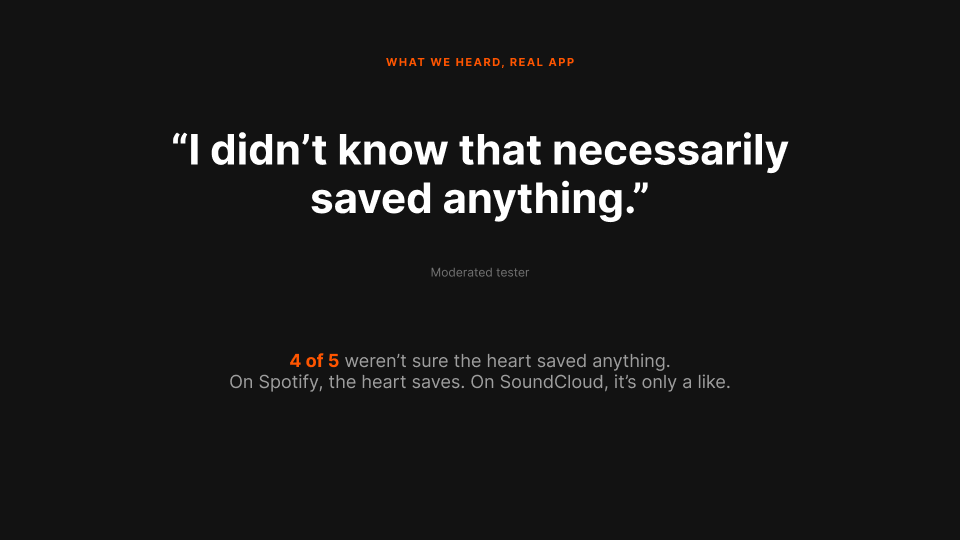 WHAT WE HEARD, REAL APP
“I didn’t know that necessarily
saved anything.”
Moderated tester
4 of 5 weren’t sure the heart saved anything.
On Spotify, the heart saves. On SoundCloud, it’s only a like.